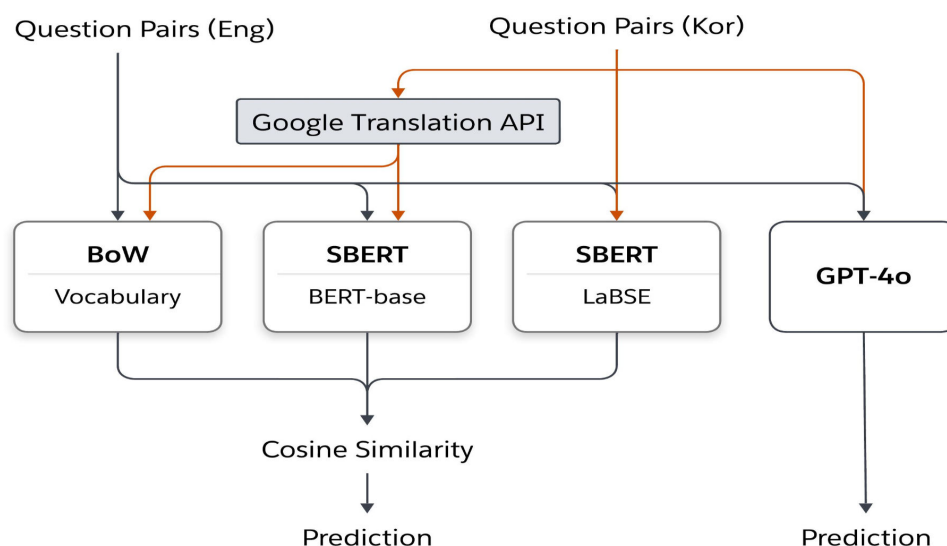 Question Pairs (Eng)
Question Pairs (Kor)
Google Translation API
BoW
Vocabulary
SBERT
BERT-base
SBERT
LaBSE
GPT-4o
Cosine Similarity
Prediction
Prediction